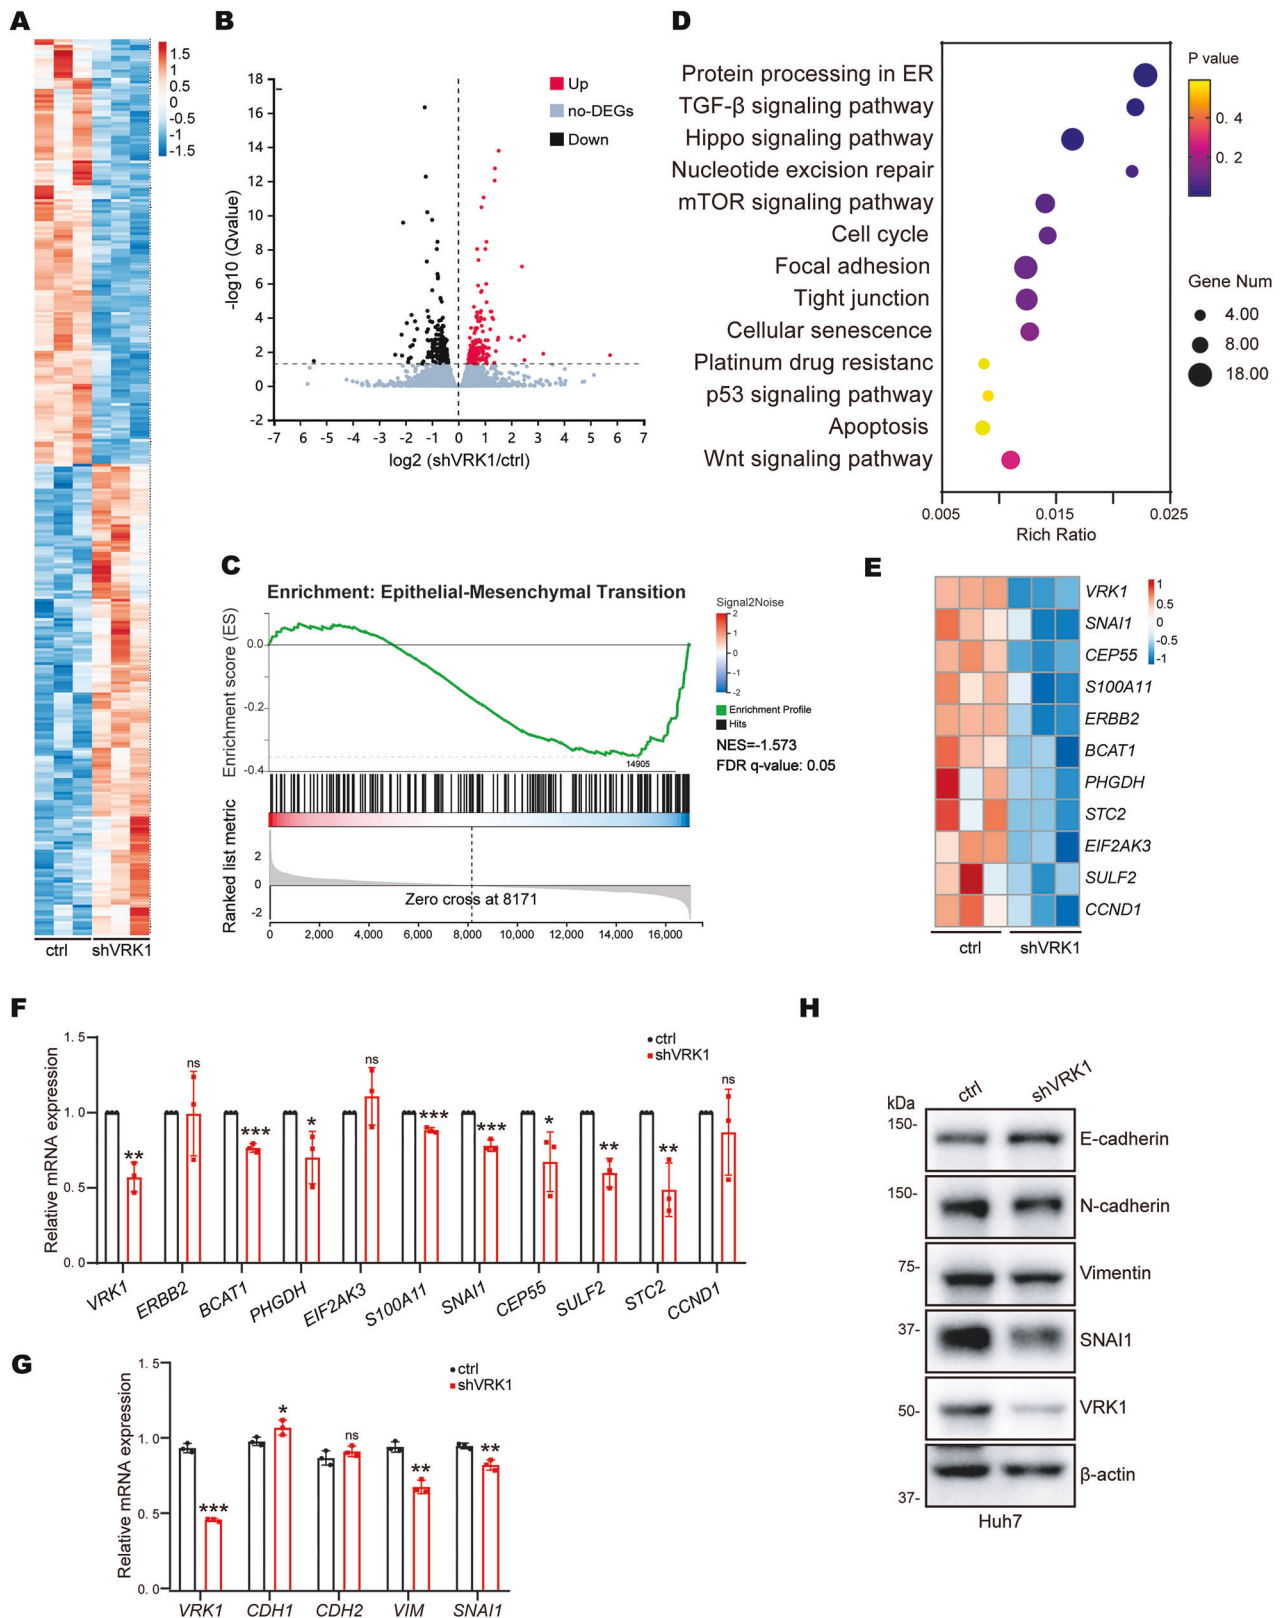 A
1.5
1
0.5
0
-0.5
-1
-1.5
ctrl
shVRK1
B
Up
no-DEGs
Down
-log10 (Qvalue)
18
16
14
12
10
8
6
4
2
0
-2
-7 -6 -5 -4 -3 -2 -1 0 1 2 3 4 5 6 7
log2 (shVRK1/ctrl)
D
Protein processing in ER
TGF-β signaling pathway
Hippo signaling pathway
Nucleotide excision repair
mTOR signaling pathway
Cell cycle
Focal adhesion
Tight junction
Cellular senescence
Platinum drug resistanc
p53 signaling pathway
Apoptosis
Wnt signaling pathway
0.005 0.015 0.025
Rich Ratio
P value
0. 4
0. 2
Gene Num
4.00
8.00
18.00
C
Enrichment: Epithelial-Meschymal Transition
Enrichment score (ES)
0.0
-0.2
-0.4
14905
Signal2Noise
2
1
0
-1
-2
Enrichment Profile
Hits
NES=-1.573
FDR q-value: 0.05
Ranked list metric
2
0
-2
Zero cross at 8171
0 2,000 4,000 6,000 8,000 10,000 12,000 14,000 16,000
E
VRK1
SNAI1
CEP55
S100A11
ERBB2
BCAT1
PHGDH
STC2
EIF2AK3
SULF2
CCND1
1
0.5
0
-0.5
-1
ctrl
shVRK1
F
Relative mRNA expression
1. 5
1. 0
0. 5
0. 0
ctrl
shVRK1
** ns *** * ns *** *** * ** ** ns
VRK1 ERBB2 BCAT1 PHGDH EIF2AK3 S100A11 SNAI1 CEP55 SULF2 STC2 CCND1
G
Relative mRNA expression
1. 5
1. 0
0. 5
0. 0
ctrl
shVRK1
*** * ns ** **
VRK1 CDH1 CDH2 VIM SNAI1
H
ctrl shVRK1
kDa
150-
E-cadherin
150-
N-cadherin
75-
Vimentin
37-
SNAI1
50-
VRK1
β-actin
37-
Huh7